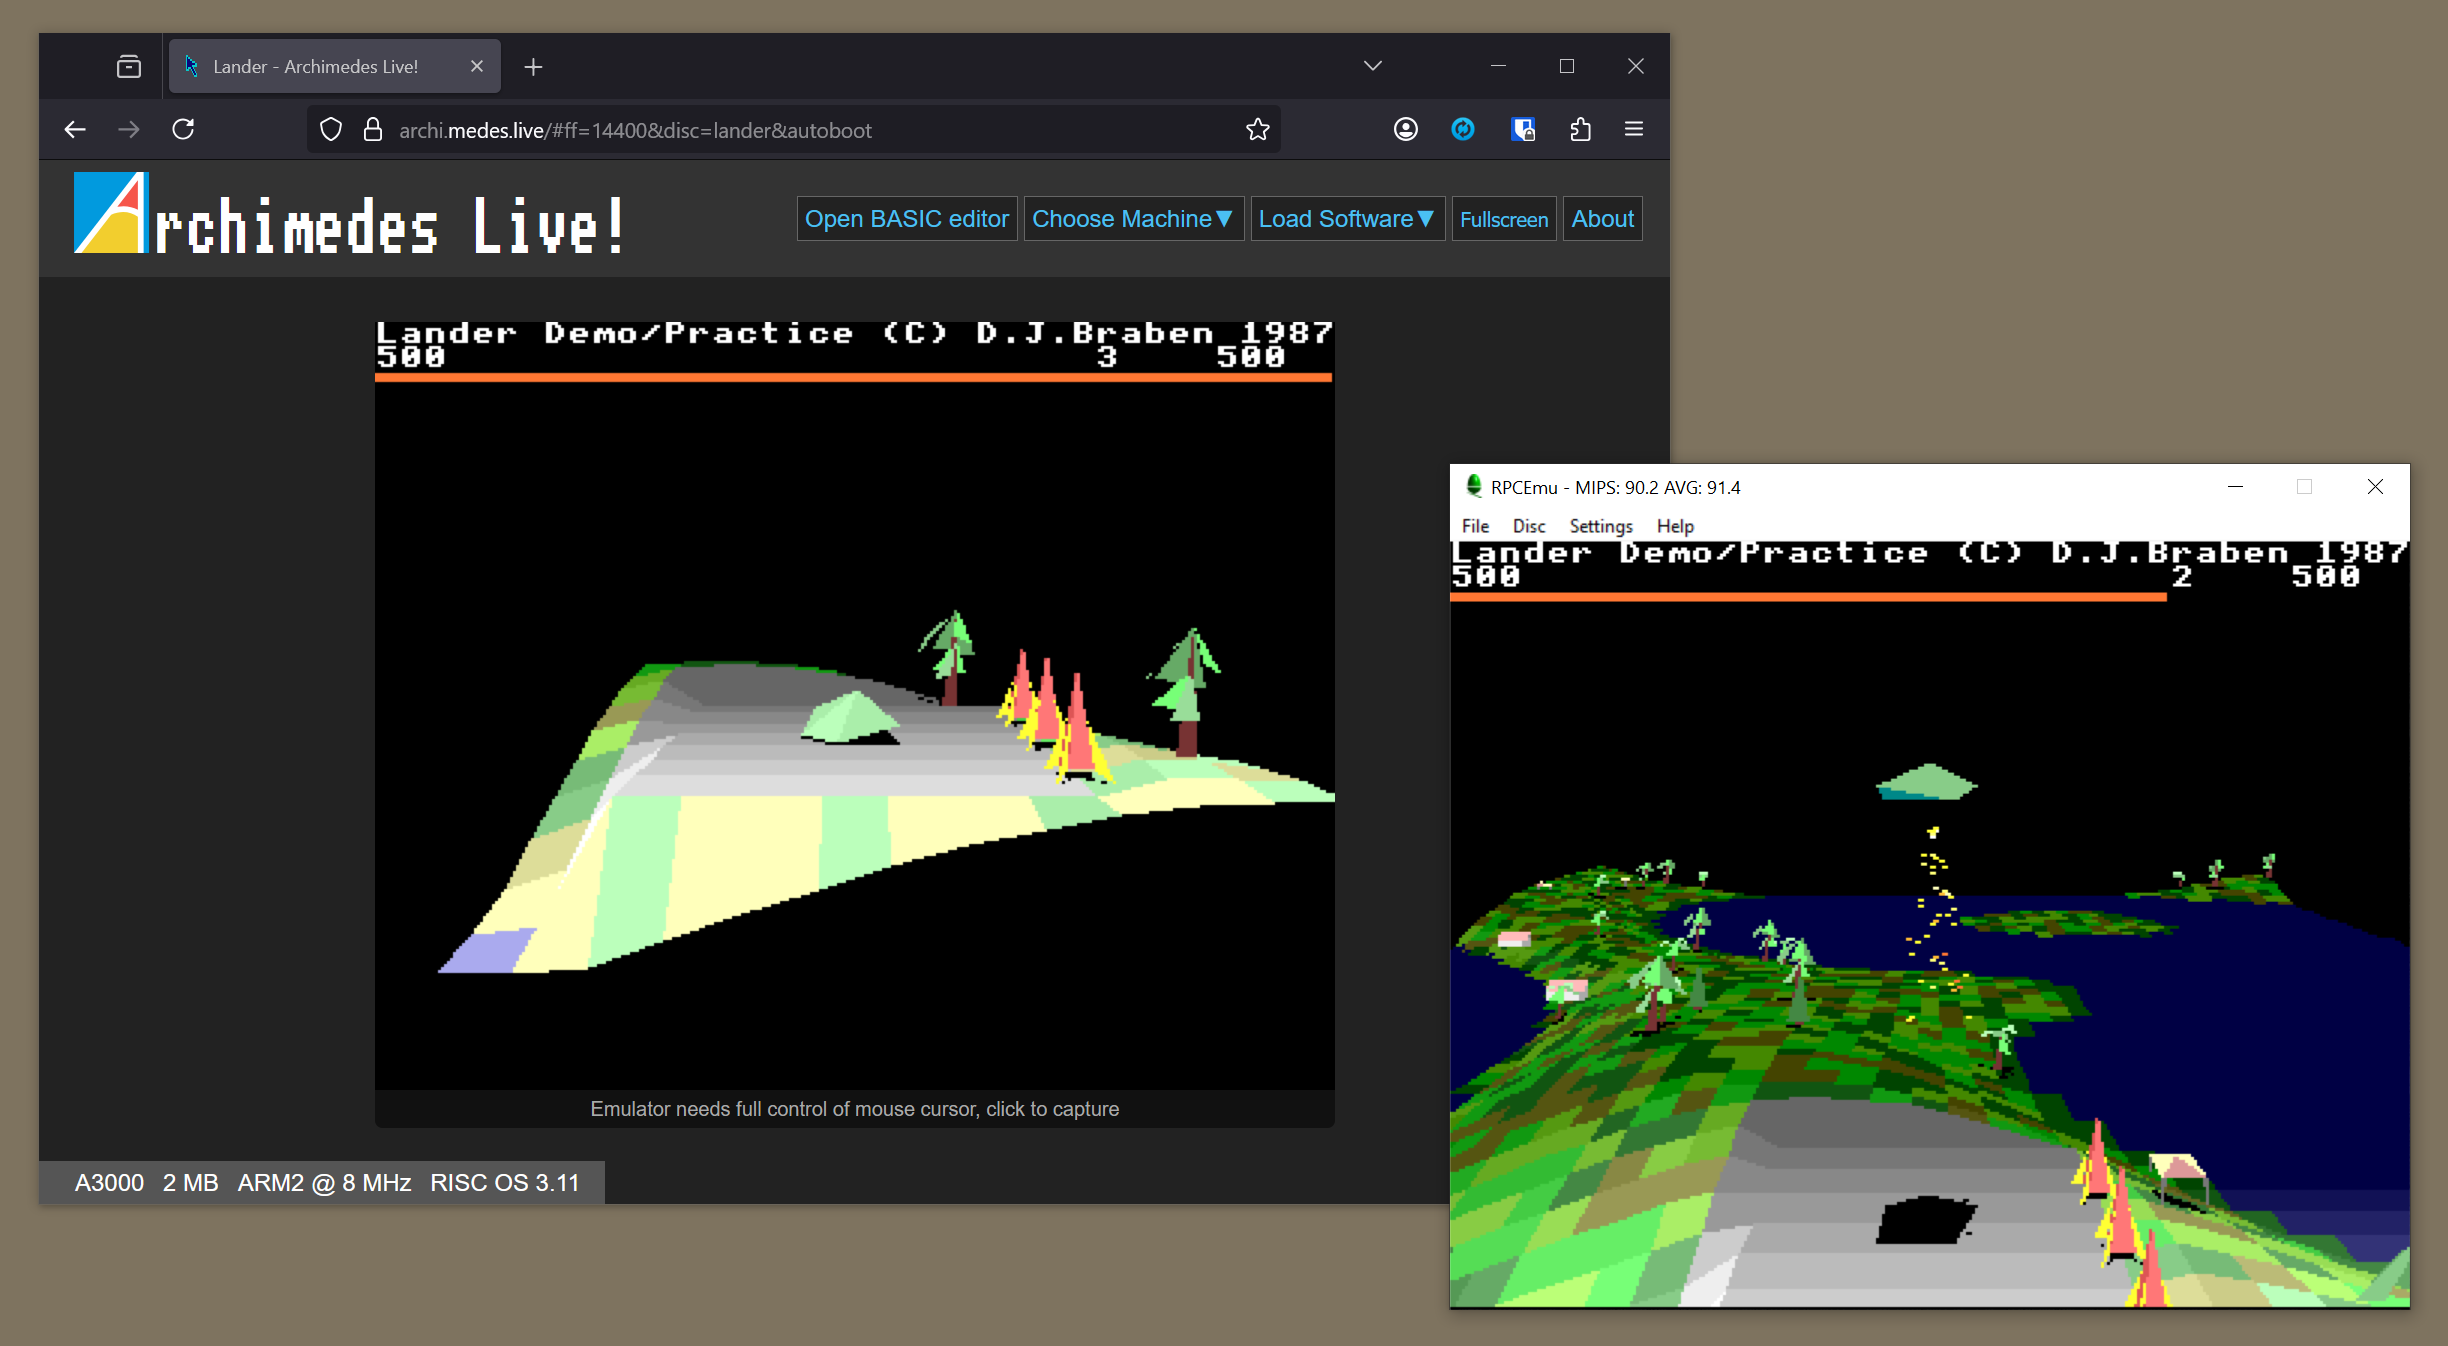 Lander - Archimedes Live!
archi.medes.live/#ff=14400&disc=lander&autoboot
Archimedes Live!
Open BASIC editor Choose Machine▼ Load Software▼ Fullscreen About
Lander Demo/Practice (C) D.J.Braben 1987
500 3 500
Emulator needs full control of mouse cursor, click to capture
A3000 2 MB ARM2 @ 8 MHz RISC OS 3.11
RPCEmu - MIPS: 90.2 AVG: 91.4
File Disc Settings Help
Lander Demo/Practice (C) D.J.Braben 1987
500 2 500